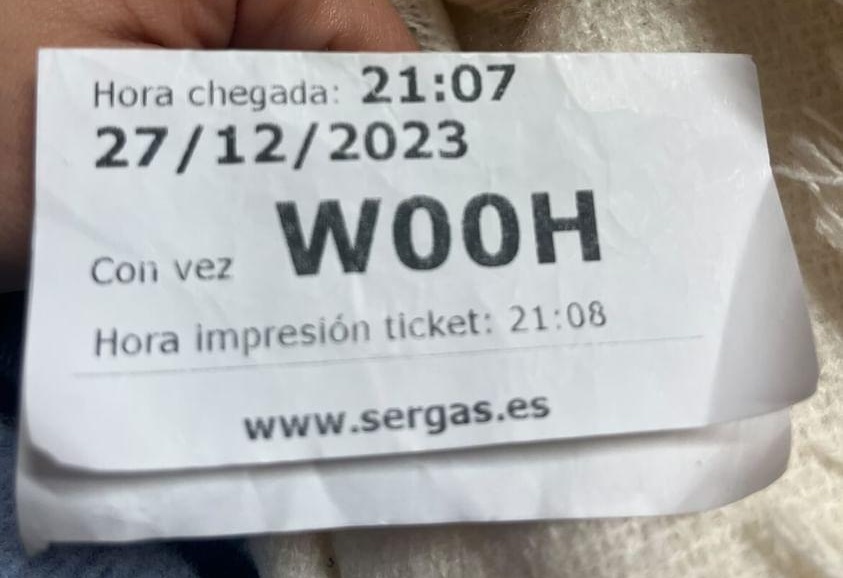 Hora chegada: 21:07
27/12/2023
Con vez W00H
Hora impresión ticket: 21:08
www.sergas.es